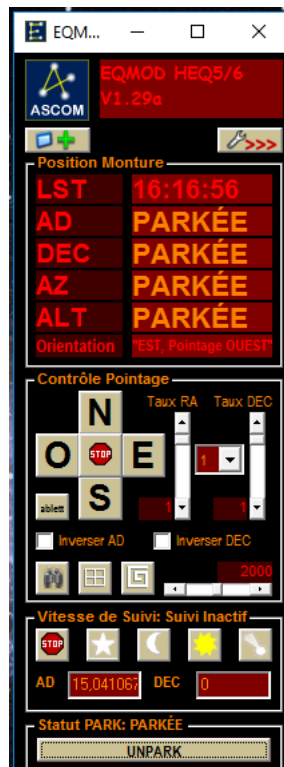 EQM...
EQMOD HEQ5/6
V1.29a
ASCOM
>>>
Position Monture
LST 16:16:56
AD PARKÉE
DEC PARKÉE
AZ PARKÉE
ALT PARKÉE
Orientation "EST, Pointage OUEST"
Contrôle Pointage
Taux RA Taux DEC
N
O STOP E
1
ablett S 1 1
Inverser AD Inverser DEC
2000
Vitesse de Suivi: Suivi Inactif
STOP
AD 15,041067 DEC 0
Statut PARK: PARKÉE
UNPARK